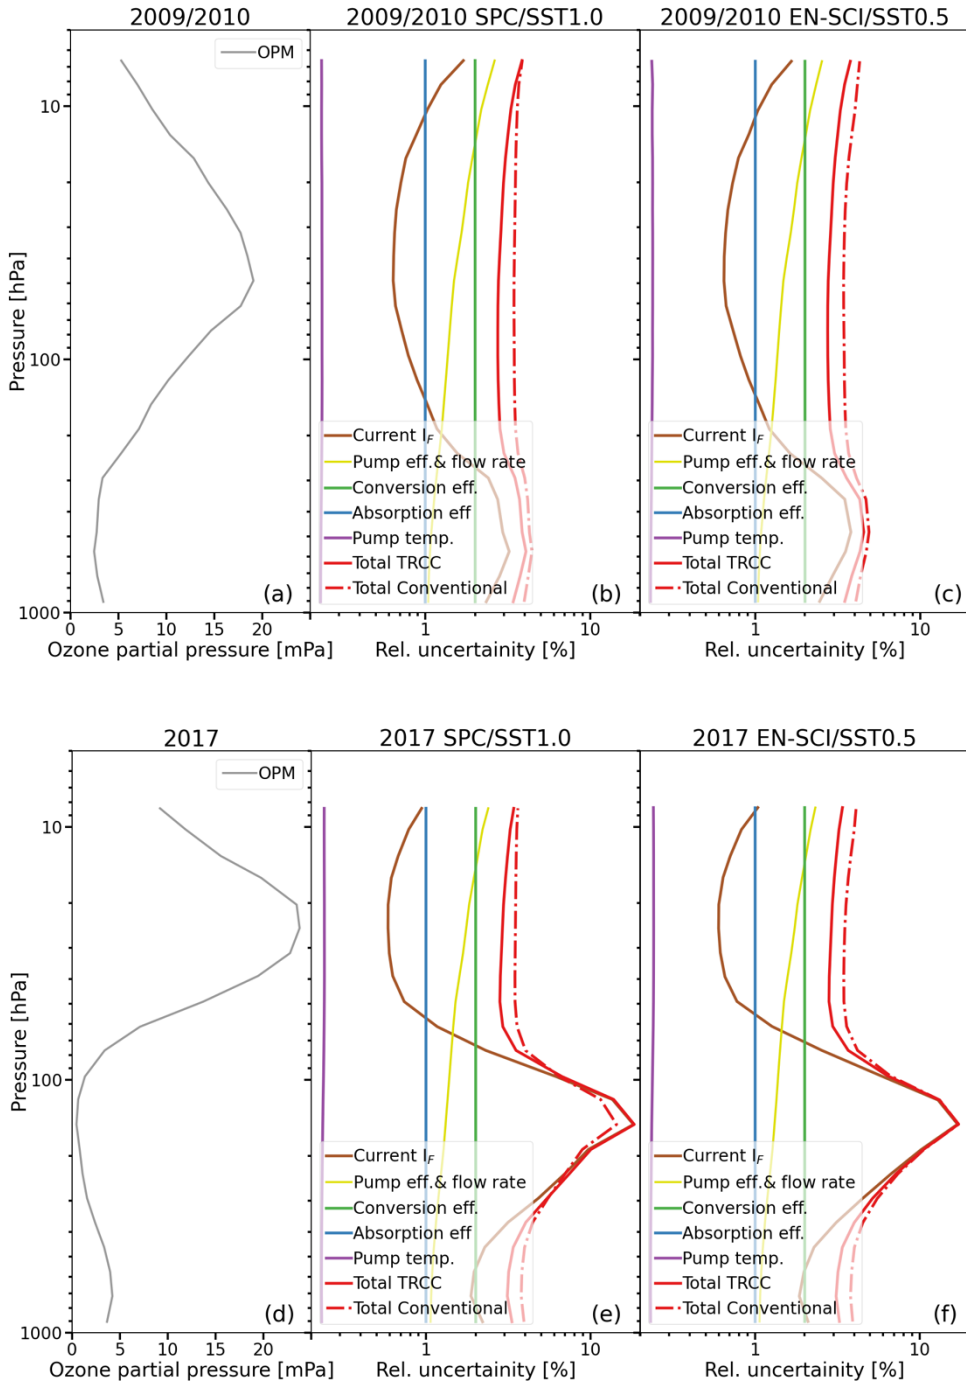 2009/2010
2009/2010 SPC/SST1.0
2009/2010 EN-SCI/SST0.5
OPM
10
100
1000
Pressure [hPa]
Current I_F
Pump eff.& flow rate
Conversion eff.
Absorption eff
Pump temp.
Total TRCC
Total Conventional
Current I_F
Pump eff.& flow rate
Conversion eff.
Absorption eff.
Pump temp.
Total TRCC
Total Conventional
(a)
(b)
(c)
0 5 10 15 20
1 10
1 10
Ozone partial pressure [mPa]
Rel. uncertainity [%]
Rel. uncertainity [%]
2017
2017 SPC/SST1.0
2017 EN-SCI/SST0.5
OPM
10
100
1000
Pressure [hPa]
Current I_F
Pump eff.& flow rate
Conversion eff.
Absorption eff
Pump temp.
Total TRCC
Total Conventional
Current I_F
Pump eff.& flow rate
Conversion eff.
Absorption eff.
Pump temp.
Total TRCC
Total Conventional
(d)
(e)
(f)
0 5 10 15 20
1 10
1 10
Ozone partial pressure [mPa]
Rel. uncertainity [%]
Rel. uncertainity [%]